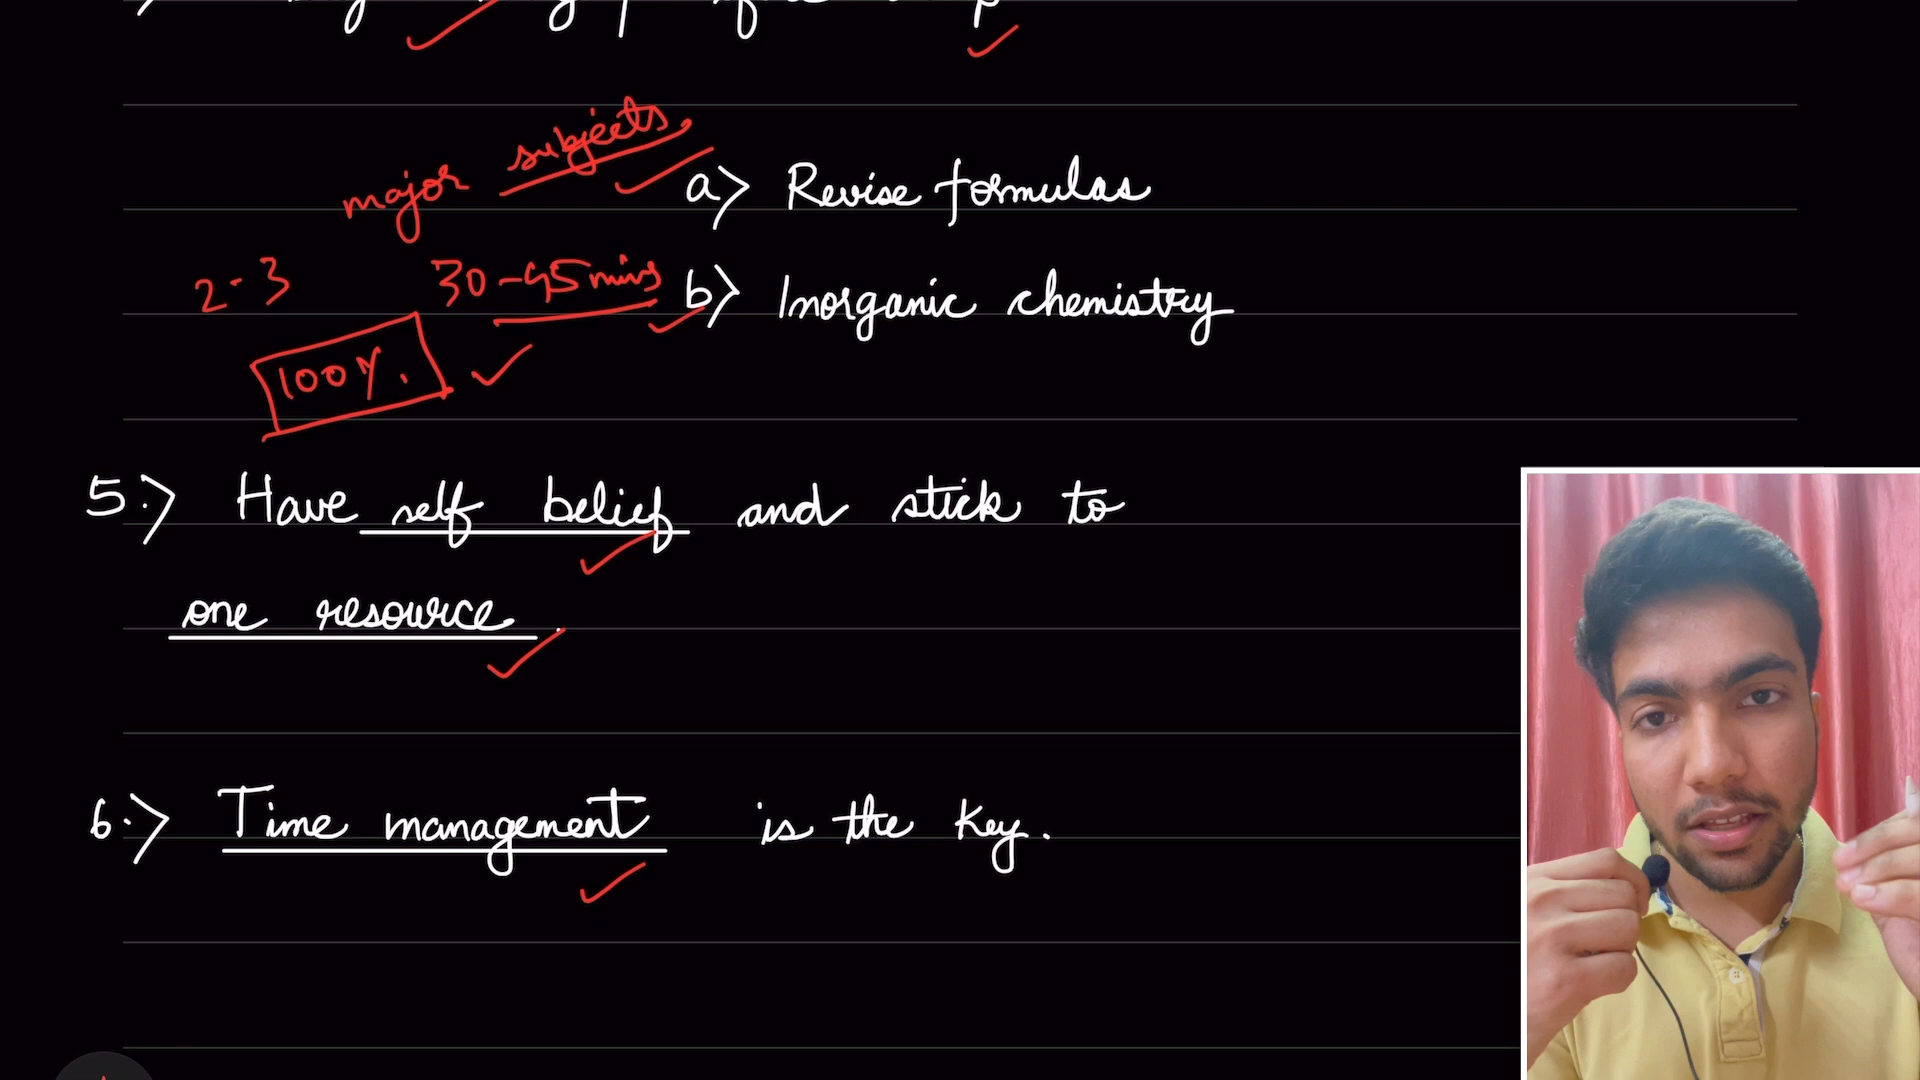 major subjects
a> Revise formulas
2-3 30-45 mins
b> Inorganic chemistry
100%.
5.> Have self belief and stick to
one resource.
6.> Time management is the key.